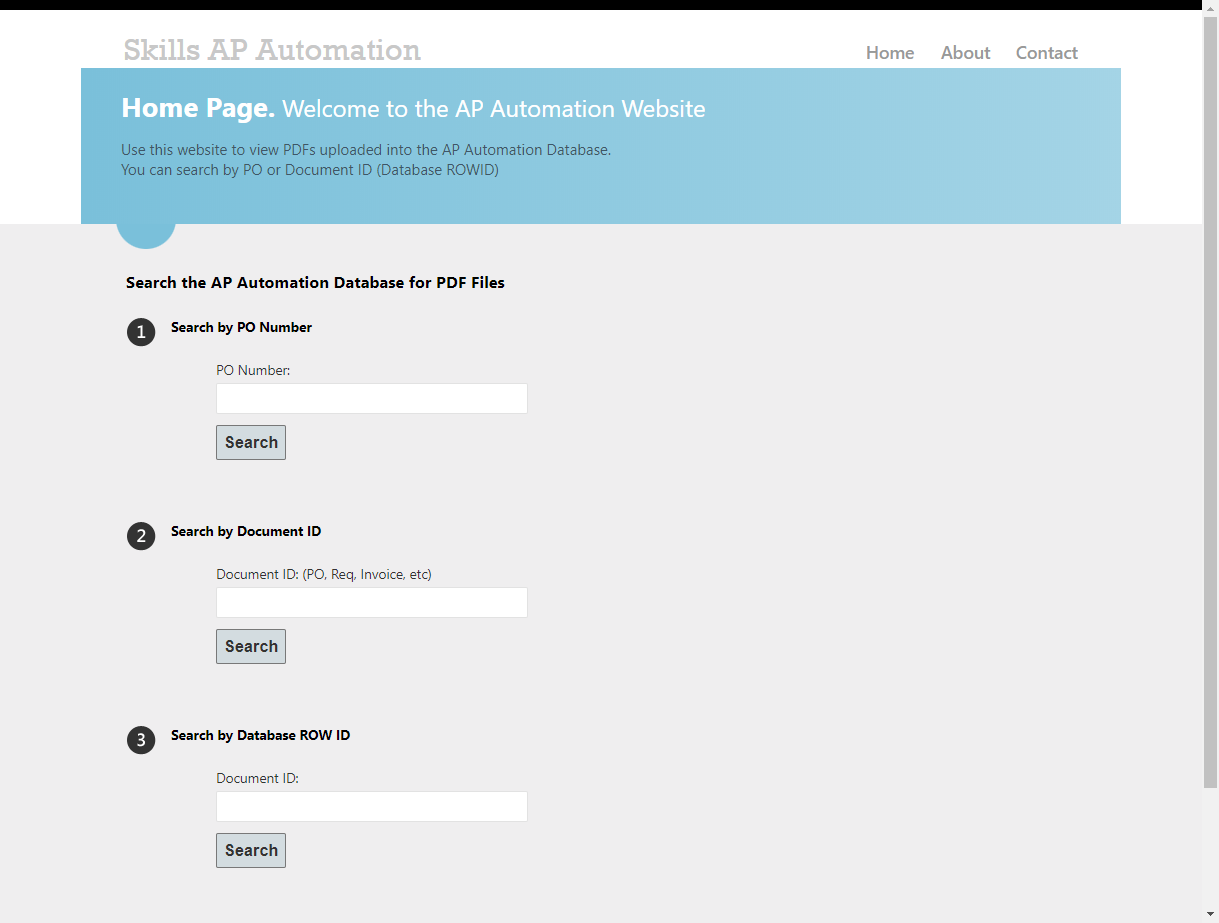 Skills AP Automation
Home About Contact
Home Page. Welcome to the AP Automation Website
Use this website to view PDFs uploaded into the AP Automation Database.
You can search by PO or Document ID (Database ROWID)
Search the AP Automation Database for PDF Files
1 Search by PO Number
PO Number:
Search
2 Search by Document ID
Document ID: (PO, Req, Invoice, etc)
Search
3 Search by Database ROW ID
Document ID:
Search